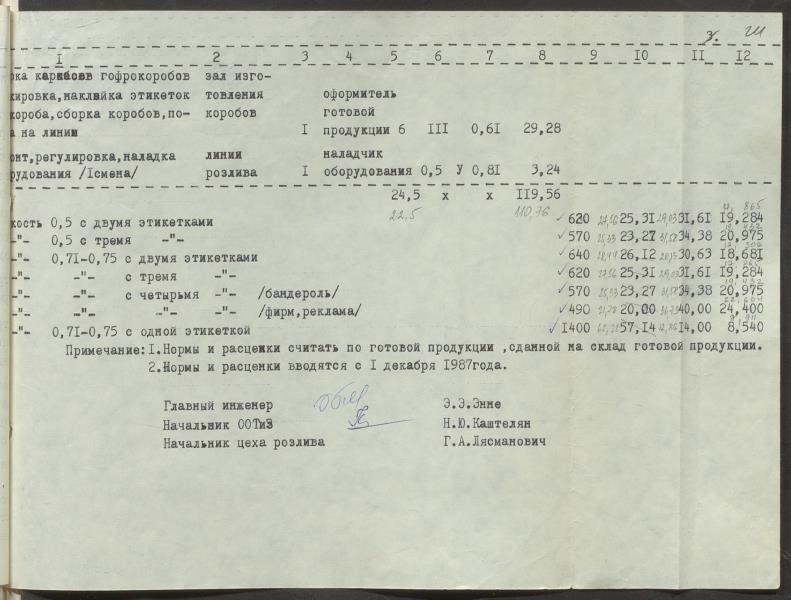 3.
1 2 3 4 5 6 7 8 9 10 11 12
рка каркасов гофрокоробов зал изго-
кировка,наклейка этикеток товления оформитель
короба,сборка коробов,по- коробов готовой
а на линии I продукции 6 III 0,6I 29,28
онт,регулировка,наладка линии наладчик
рудования /Iсмена/ розлива I оборудования 0,5 У 0,8I 3,24
24,5 x x II9,56
22,5 110,76
кость 0,5 с двумя этикетками 620 25,3I 3I,6I I9,284
-"- 0,5 с тремя -"- 570 23,27 34,38 20,975
-"- 0,7I-0,75 с двумя этикетками 640 26,I2 30,63 I8,68I
-"- -"- с тремя -"- 620 25,3I 3I,6I I9,284
-"- -"- с четырьмя -"- /бандероль/ 570 23,27 34,38 20,975
-"- -"- -"- -"- /фирм,реклама/ 490 20,00 40,00 24,400
-"- 0,7I-0,75 с одной этикеткой I400 57,I4 I4,00 8,540
Примечание:I.Нормы и расценки считать по готовой продукции ,сданной на склад готовой продукции.
2.Нормы и расценки вводятся с I декабря I987года.
Главный инженер Э.Э.Энне
Начальник ООТиЗ Н.Ю.Каштелян
Начальник цеха розлива Г.А.Лясманович